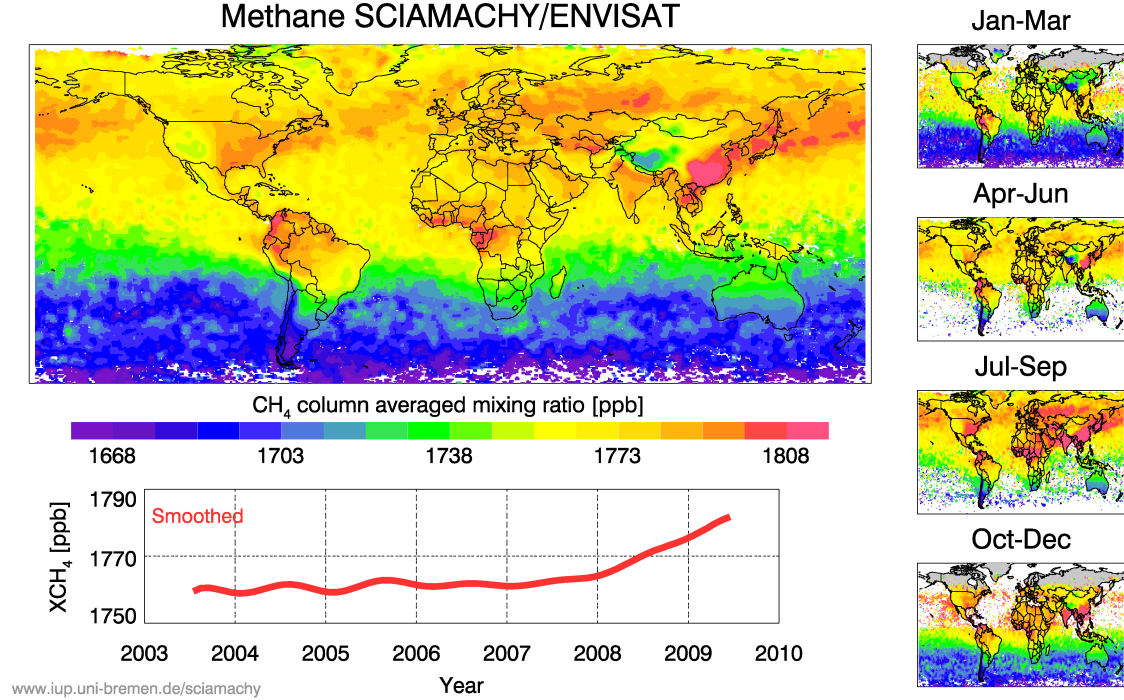 Methane SCIAMACHY/ENVISAT
Jan-Mar
Apr-Jun
Jul-Sep
Oct-Dec
CH₄ column averaged mixing ratio [ppb]
1668 1703 1738 1773 1808
XCH₄ [ppb]
1790
1770
1750
Smoothed
2003 2004 2005 2006 2007 2008 2009 2010
Year
www.iup.uni-bremen.de/sciamachy